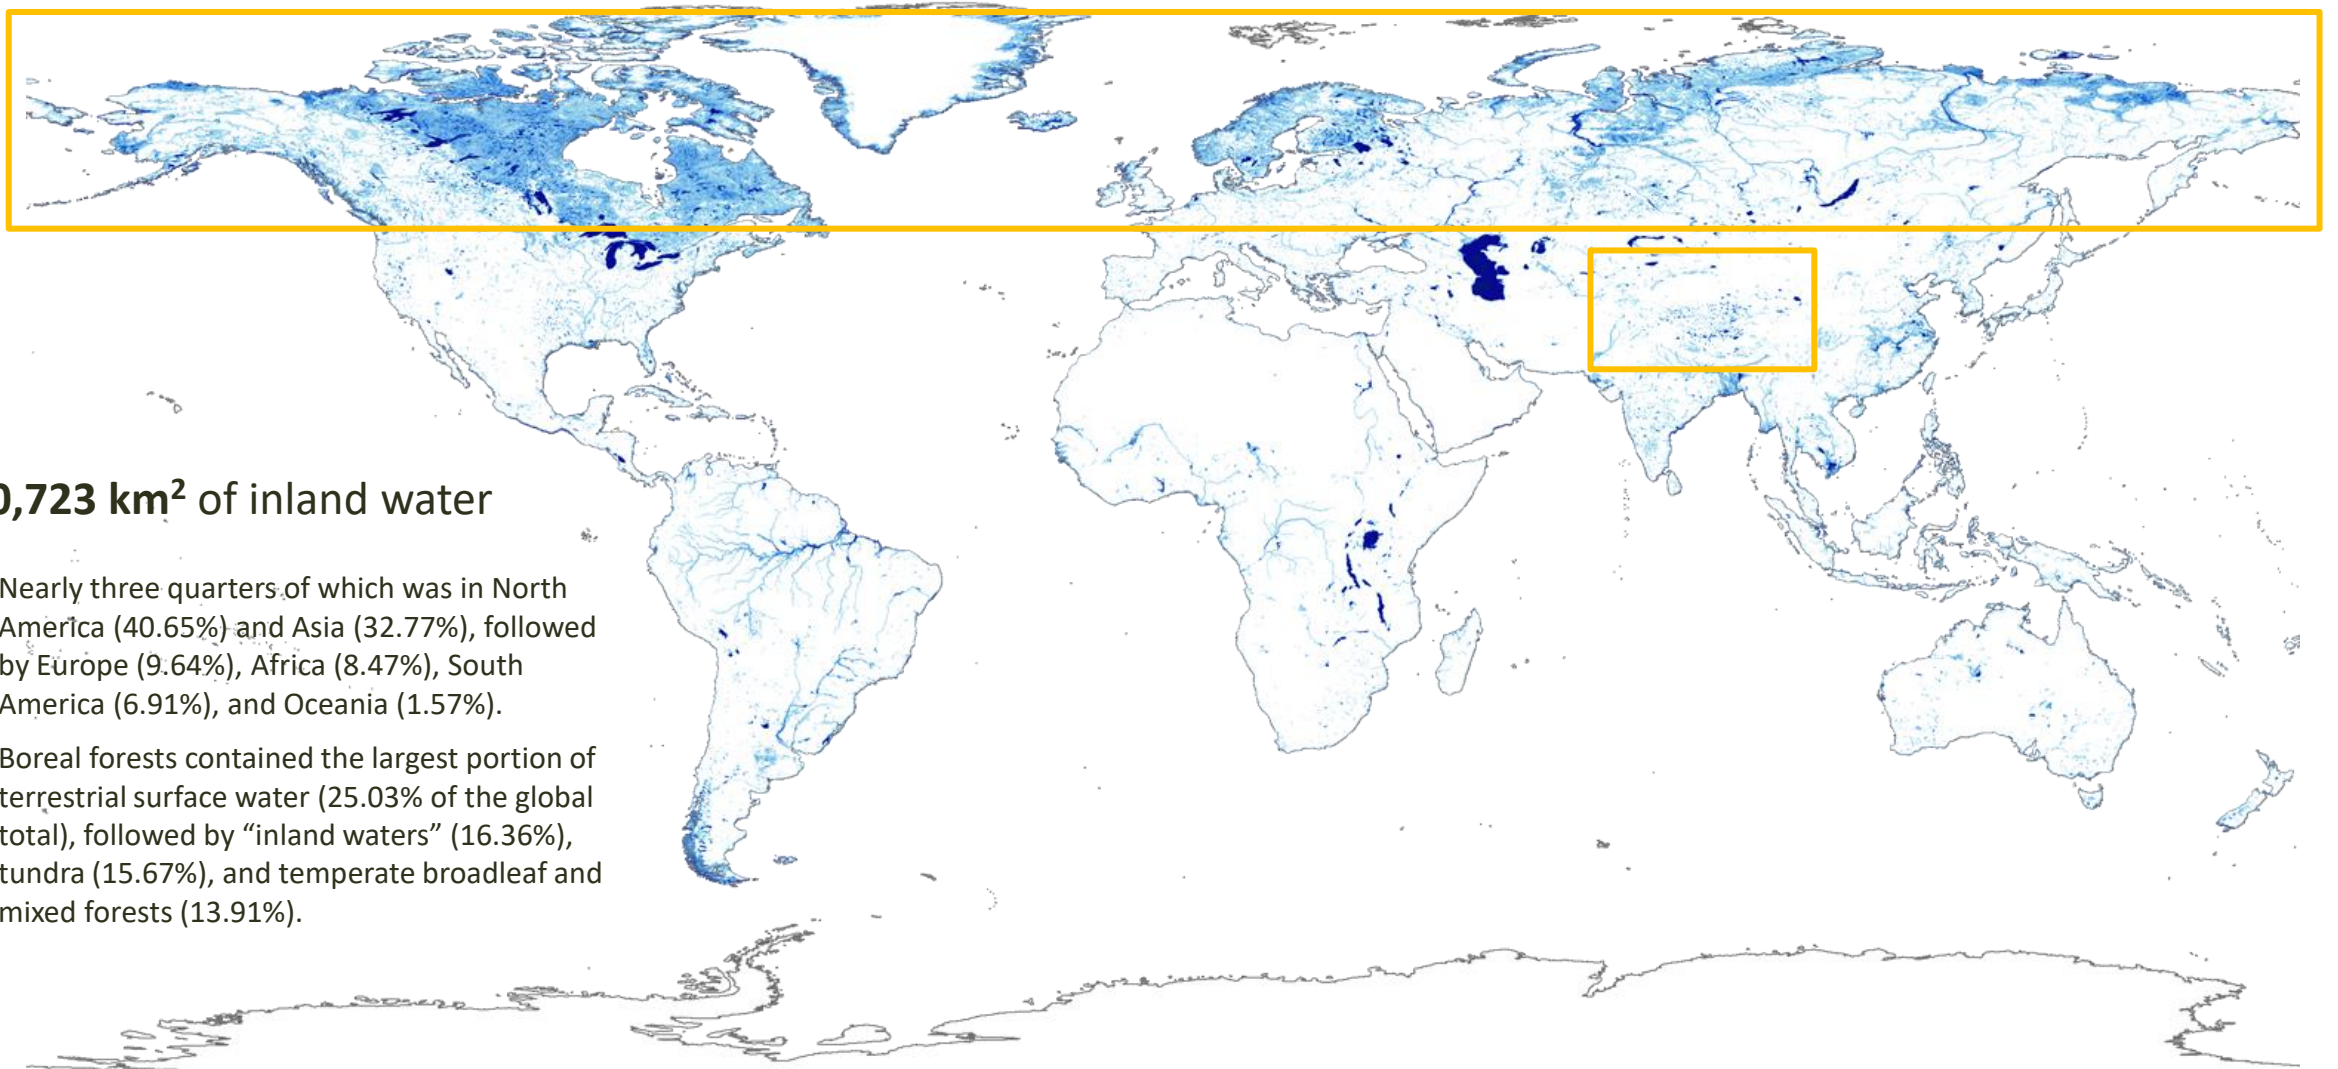 0,723 km² of inland water
Nearly three quarters of which was in North
America (40.65%) and Asia (32.77%), followed
by Europe (9.64%), Africa (8.47%), South
America (6.91%), and Oceania (1.57%).
Boreal forests contained the largest portion of
terrestrial surface water (25.03% of the global
total), followed by “inland waters” (16.36%),
tundra (15.67%), and temperate broadleaf and
mixed forests (13.91%).